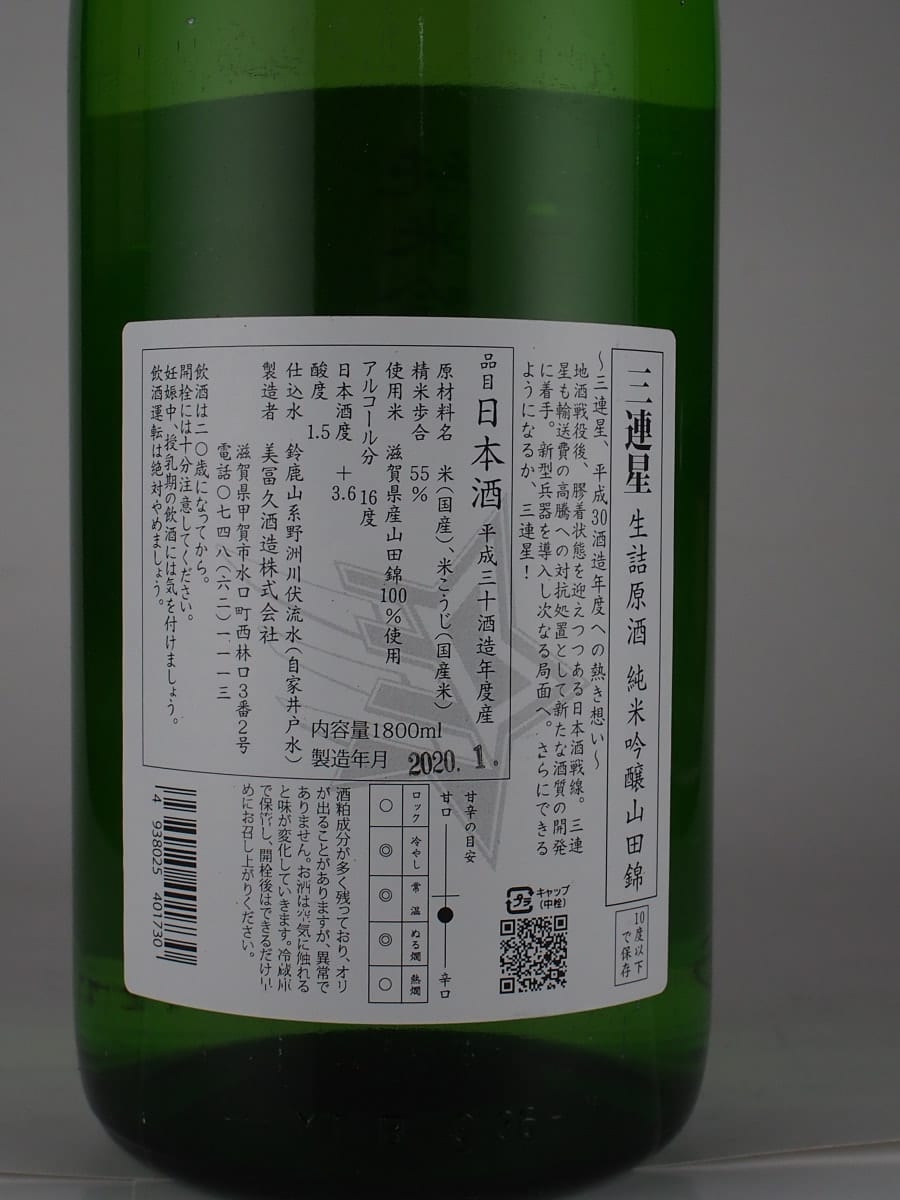 三連星 生詰原酒 純米吟醸山田錦
10度以下
で保存
～三連星、平成30酒造年度への熱き想い～
地酒戦役後、膠着状態を迎えつつある日本酒戦線。三連
星も輸送費の高騰への対抗処置として新たな酒質の開発
に着手。新型兵器を導入し次なる局面へ。さらにできる
ようになるか、三連星！
品目 日本酒 平成三十酒造年度産
原材料名 米(国産)、米こうじ(国産米)
精米歩合 55%
使用米 滋賀県産山田錦100%使用
アルコール分 16度
日本酒度 +3.6
酸度 1.5
仕込水 鈴鹿山系野洲川伏流水(自家井戸水)
製造者 美冨久酒造株式会社
滋賀県甲賀市水口町西林口3番2号
電話〇七四八(六二)一一一三
飲酒は二〇歳になってから。
開栓には十分注意してください。
妊娠中、授乳期の飲酒には気を付けましょう。
飲酒運転は絶対やめましょう。
内容量1800ml
製造年月 2020.1.
キャップ
(中栓)
プラ
甘辛の目安
甘口
辛口
ロック ○
冷やし ◎
常温 ◎
ぬる燗 ◎
熱燗 ○
酒粕成分が多く残っており、オリ
が出ることがありますが、異常で
ありません。お酒は空気に触れる
と味が変化していきます。冷蔵庫
で保管し、開栓後はできるだけ早
めにお召し上がりください。
4 938025 401730